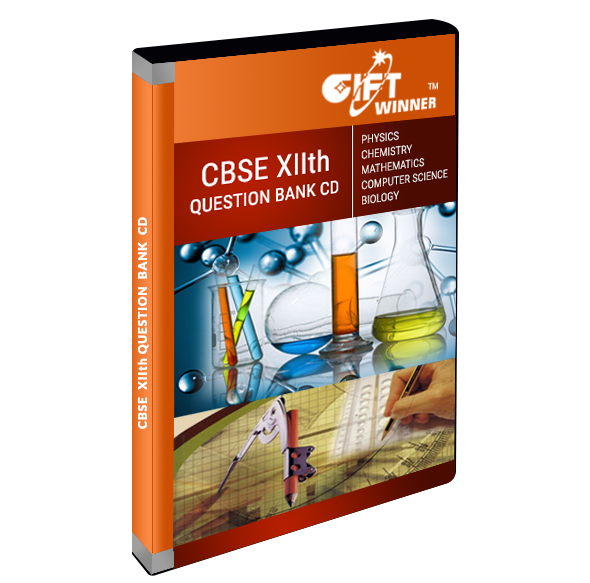 GIFT
WINNER
TM
CBSE XIIth
QUESTION BANK CD
PHYSICS
CHEMISTRY
MATHEMATICS
COMPUTER SCIENCE
BIOLOGY
CBSE XIIth QUESTION BANK CD